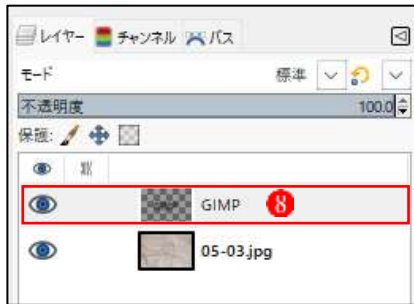 レイヤー チャンネル パス
モード 標準
不透明度 100.0
保護:
GIMP 8
05-03.jpg